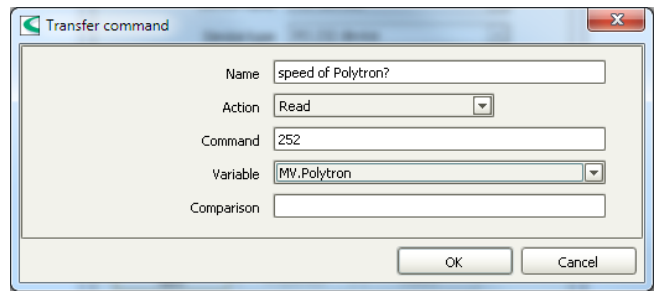 Transfer command
Name speed of Polytron?
Action Read
Command 252
Variable MV.Polytron
Comparison
OK Cancel